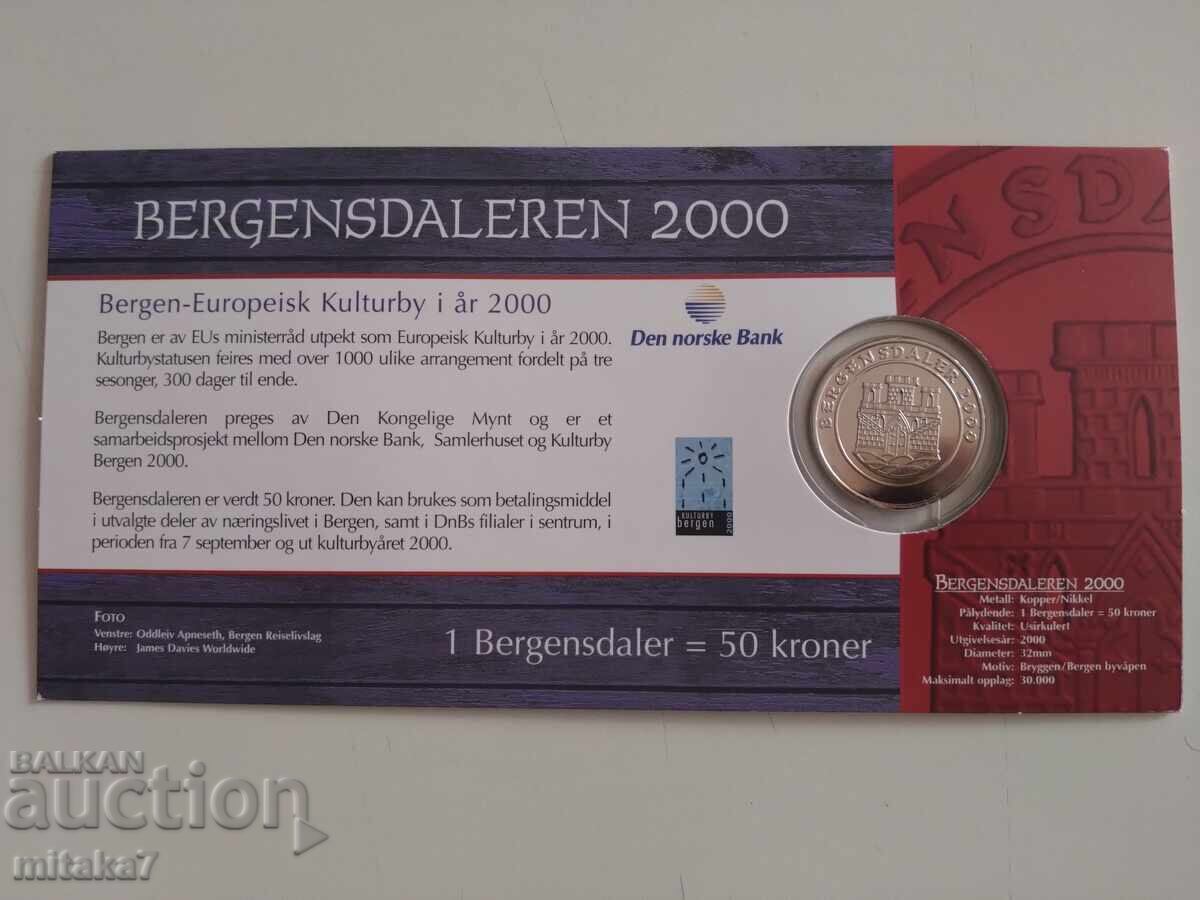 BERGENSDALEREN 2000
Bergen-Europeisk Kulturby i år 2000
Bergen er av EUs ministerråd utpekt som Europeisk Kulturby i år 2000.
Kulturbystatusen feires med over 1000 ulike arrangement fordelt på tre
sesonger, 300 dager til ende.
Bergensdaleren preges av Den Kongelige Mynt og er et
samarbeidsprosjekt mellom Den norske Bank, Samlerhuset og Kulturby
Bergen 2000.
Bergensdaleren er verdt 50 kroner. Den kan brukes som betalingsmiddel
i utvalgte deler av næringslivet i Bergen, samt i DnBs filialer i sentrum, i
perioden fra 7 september og ut kulturbyåret 2000.
Den norske Bank
KULTURBY
bergen
2000
BERGENSDALER 2000
EN SDA
FOTO
Venstre: Oddleiv Apneseth, Bergen Reiselivslag
Høyre: James Davies Worldwide
1 Bergensdaler = 50 kroner
BERGENSDALEREN 2000
Metall: Kopper/Nikkel
Pålydende: 1 Bergensdaler = 50 kroner
Kvalitet: Usirkulert
Utgivelsesår: 2000
Diameter: 32mm
Motiv: Bryggen/Bergen byvåpen
Maksimalt opplag: 30.000
BALKAN
auction
mitaka7